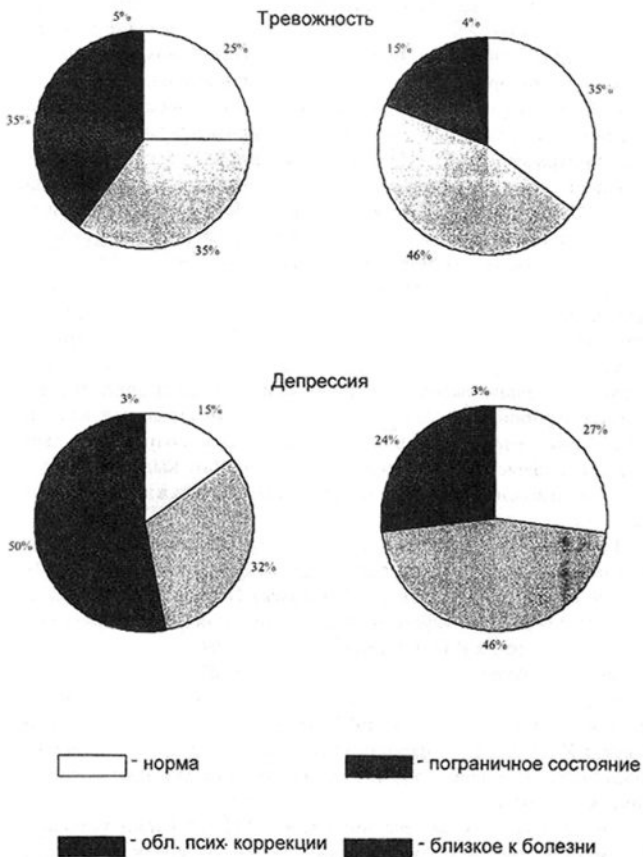 Тревожность
5%
25%
35%
35%
4%
15%
35%
46%
Депрессия
3%
15%
50%
32%
3%
24%
27%
46%
- норма
- пограничное состояние
- обл. псих- коррекции
- близкое к болезни